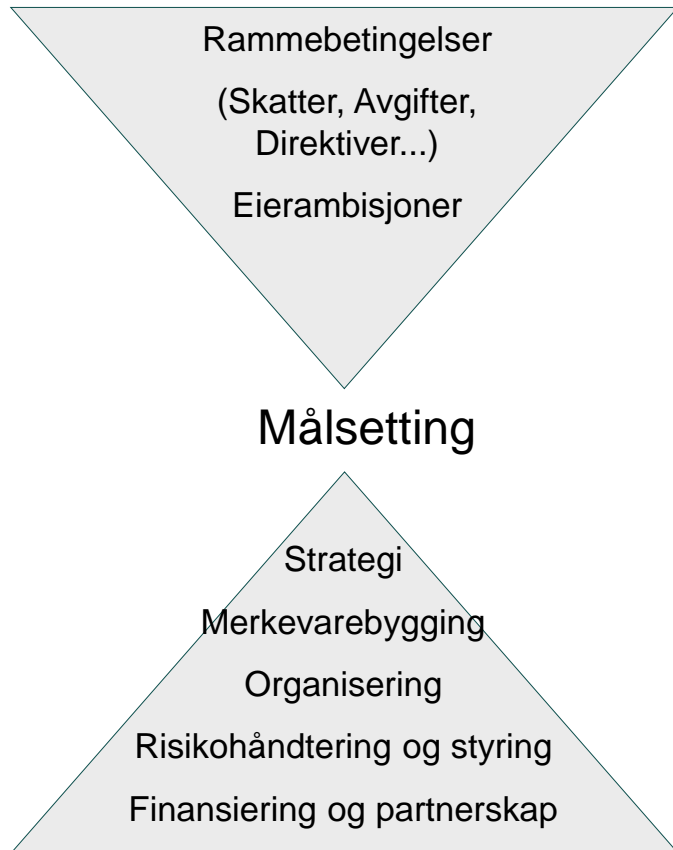 Rammebetingelser
(Skatter, Avgifter,
Direktiver...)
Eierambisjoner
Målsetting
Strategi
Merkevarebygging
Organisering
Risikohåndtering og styring
Finansiering og partnerskap